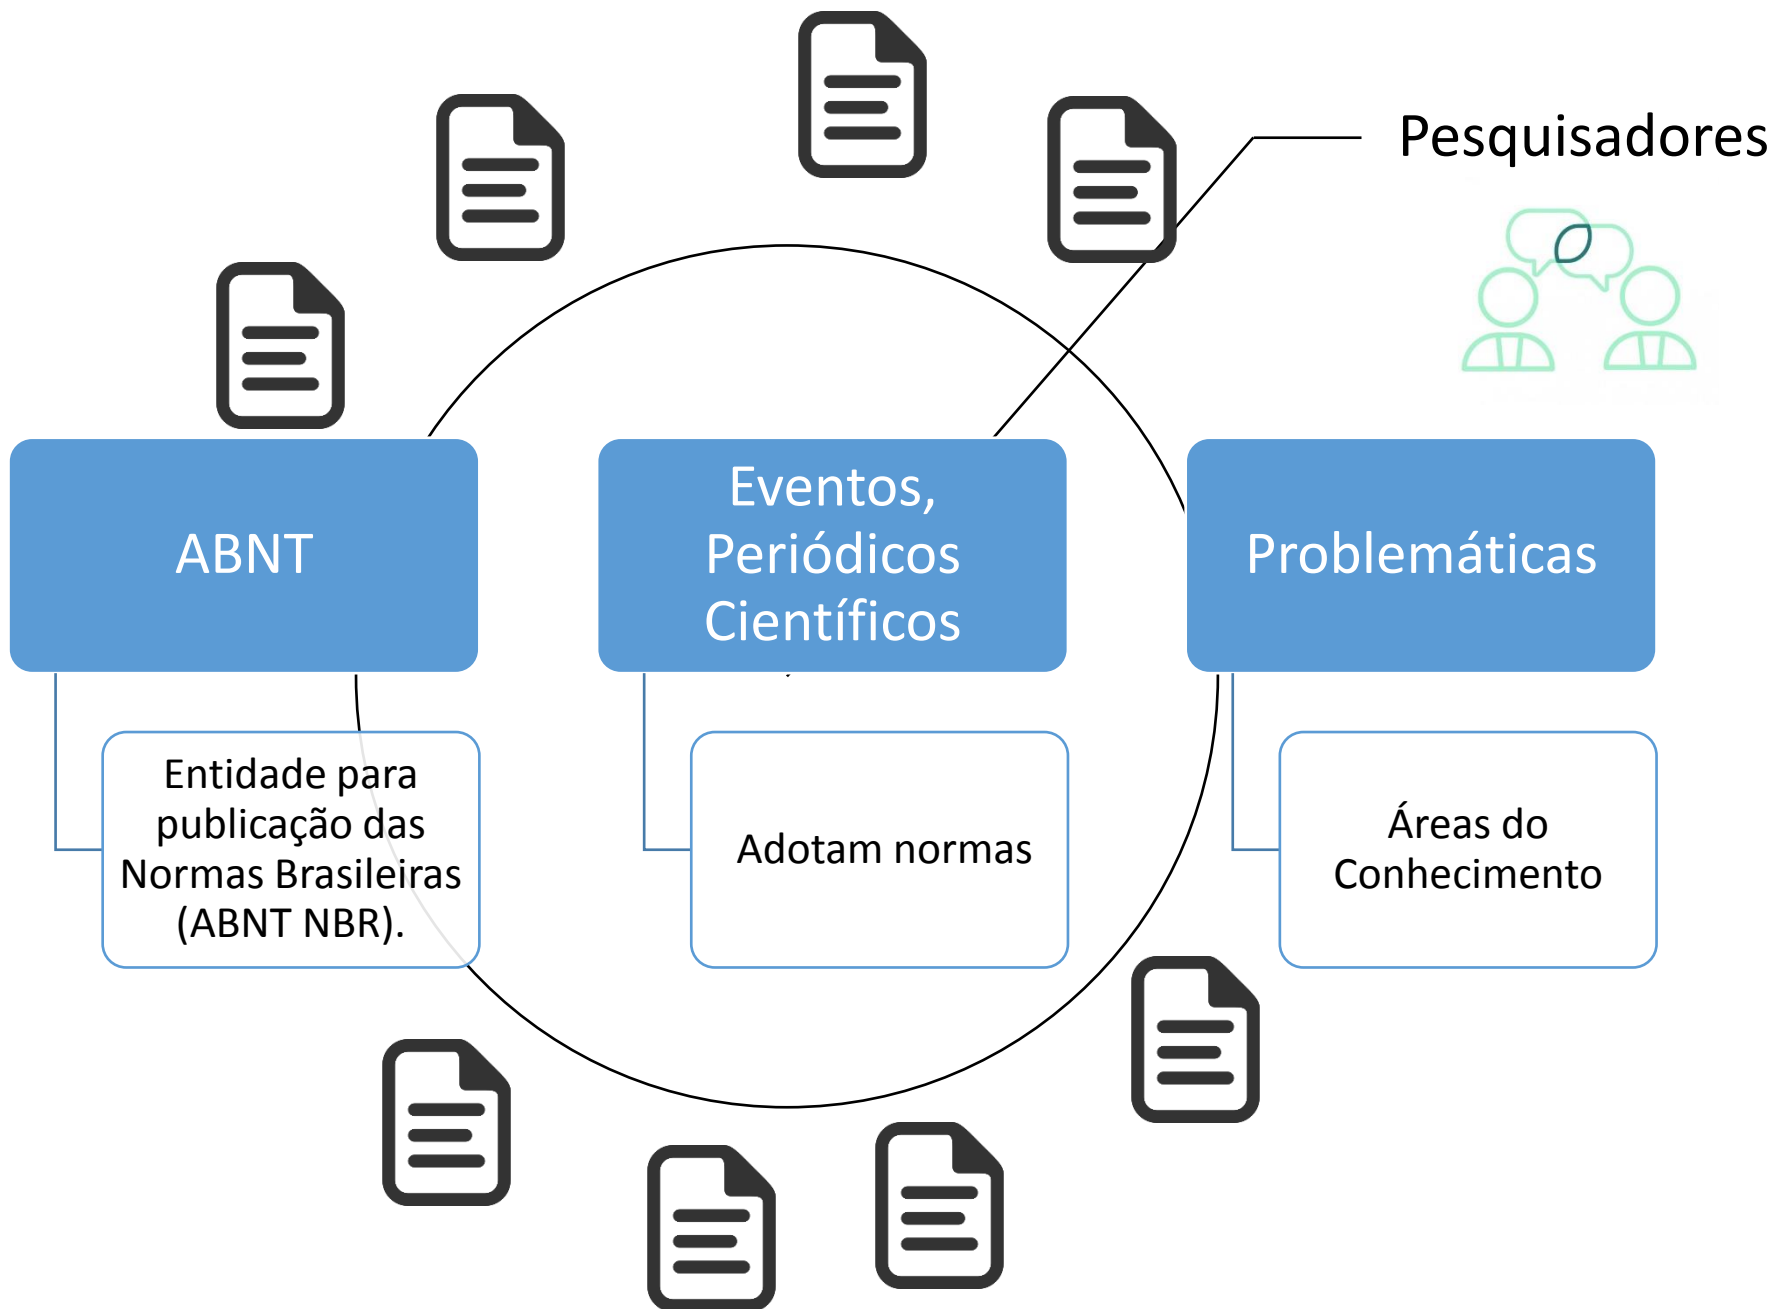 Pesquisadores
ABNT
Eventos,
Periódicos
Científicos
Problemáticas
Entidade para
publicação das
Normas Brasileiras
(ABNT NBR).
Adotam normas
Áreas do
Conhecimento